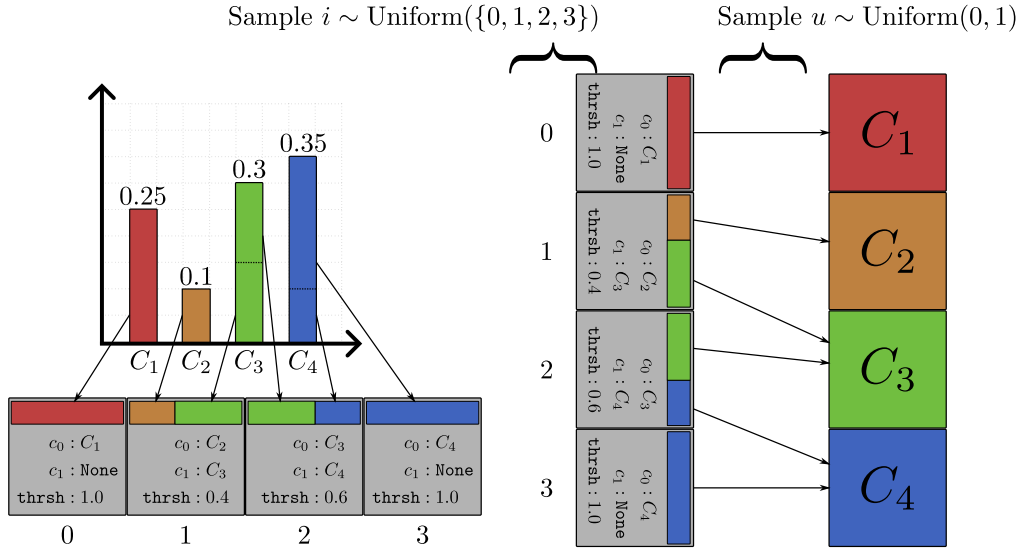 Sample i ∼ Uniform({0, 1, 2, 3})
Sample u ∼ Uniform(0, 1)
0.25
0.1
0.3
0.35
C₁ C₂ C₃ C₄
c₀ : C₁
c₁ : None
thrsh : 1.0
0
c₀ : C₂
c₁ : C₃
thrsh : 0.4
1
c₀ : C₃
c₁ : C₄
thrsh : 0.6
2
c₀ : C₄
c₁ : None
thrsh : 1.0
3
0
c₀ : C₁
c₁ : None
thrsh : 1.0
1
c₀ : C₂
c₁ : C₃
thrsh : 0.4
2
c₀ : C₃
c₁ : C₄
thrsh : 0.6
3
c₀ : C₄
c₁ : None
thrsh : 1.0
C₁
C₂
C₃
C₄